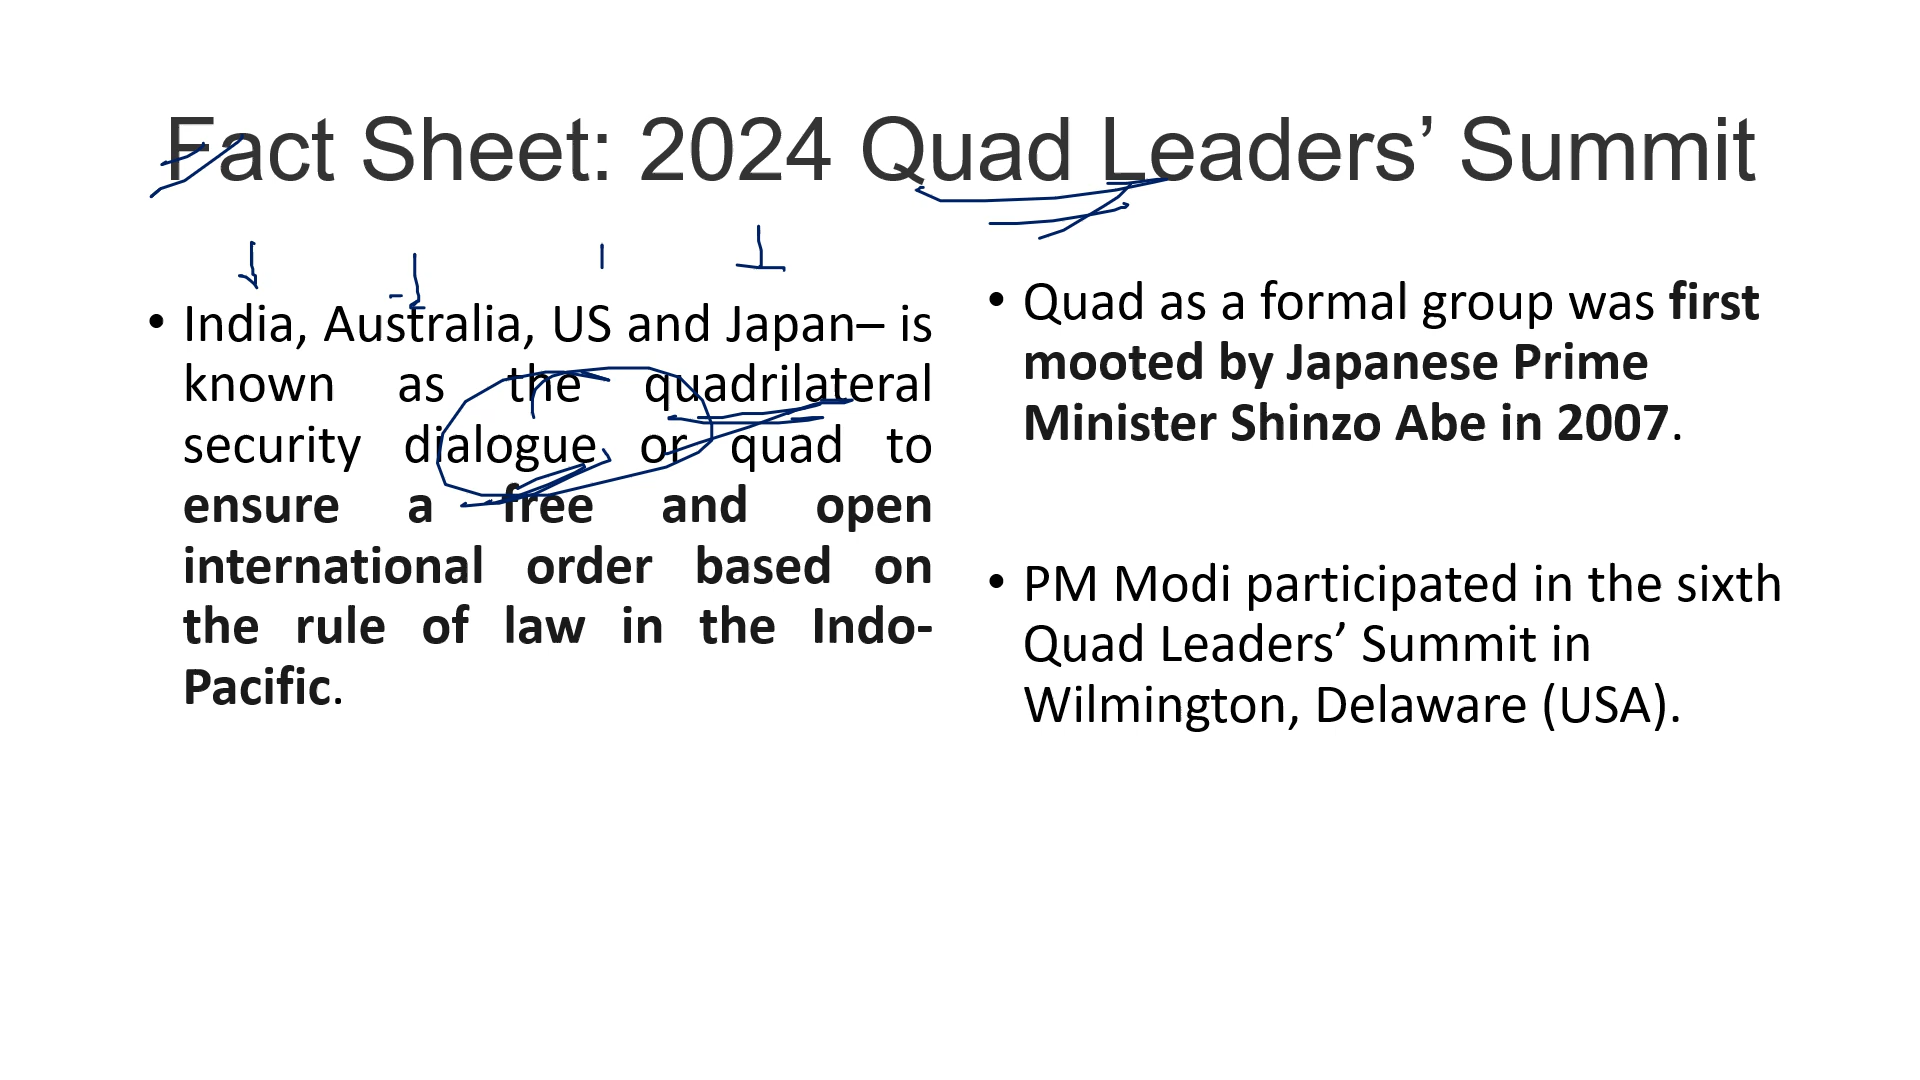 Fact Sheet: 2024 Quad Leaders’ Summit
• India, Australia, US and Japan– is
known as the quadrilateral
security dialogue or quad to
ensure a free and open
international order based on
the rule of law in the Indo-
Pacific.
• Quad as a formal group was first
mooted by Japanese Prime
Minister Shinzo Abe in 2007.
• PM Modi participated in the sixth
Quad Leaders’ Summit in
Wilmington, Delaware (USA).